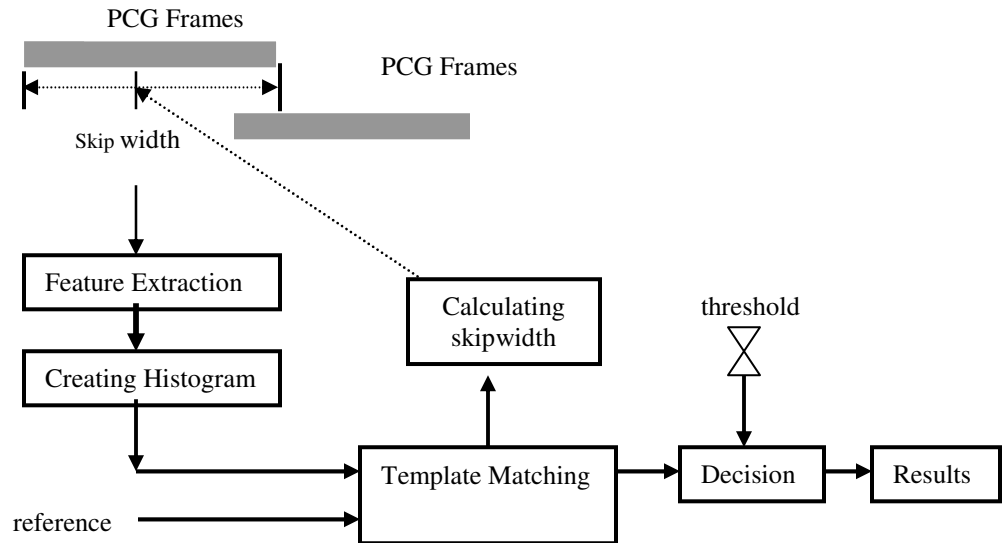 PCG Frames
PCG Frames
Skip width
Feature Extraction
Calculating
skipwidth
threshold
Creating Histogram
Template Matching
Decision
Results
reference